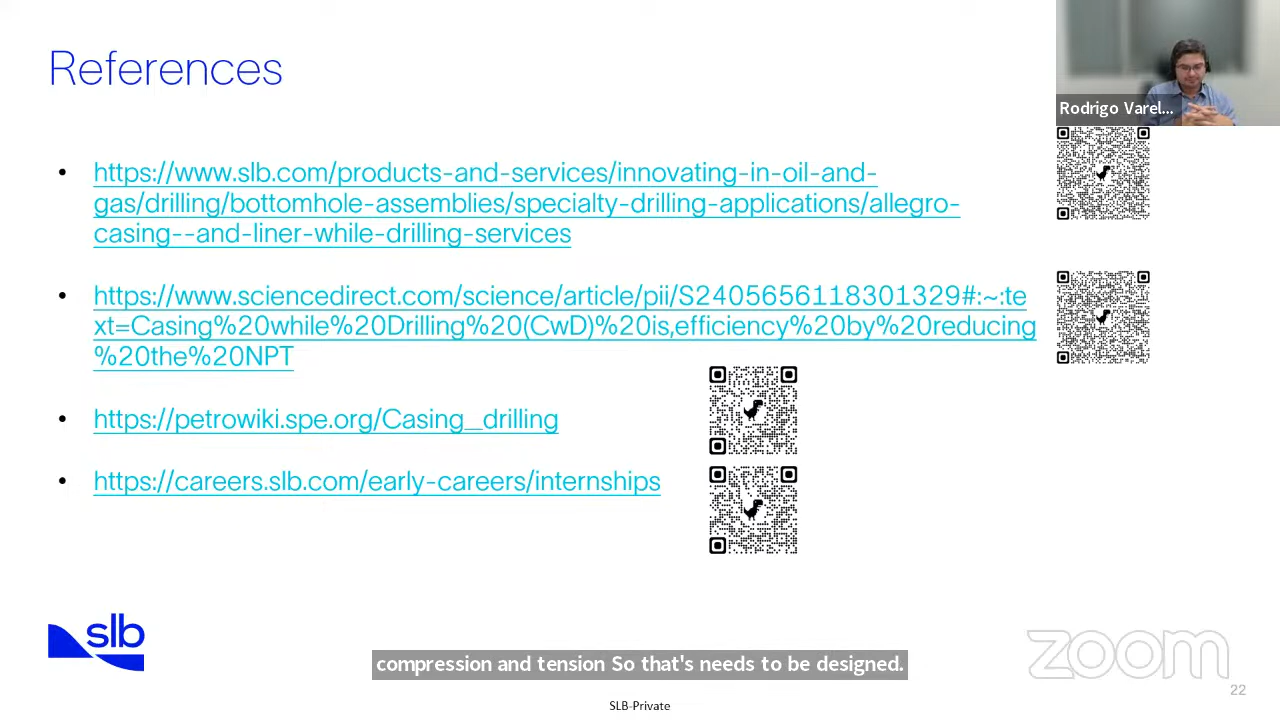 References
Rodrigo Varel...
• https://www.slb.com/products-and-services/innovating-in-oil-and-
gas/drilling/bottomhole-assemblies/specialty-drilling-applications/allegro-
casing--and-liner-while-drilling-services
• https://www.sciencedirect.com/science/article/pii/S2405656118301329#:~:te
xt=Casing%20while%20Drilling%20(CwD)%20is,efficiency%20by%20reducing
%20the%20NPT
• https://petrowiki.spe.org/Casing_drilling
• https://careers.slb.com/early-careers/internships
slb
compression and tension So that's needs to be designed.
zoom
22
SLB-Private